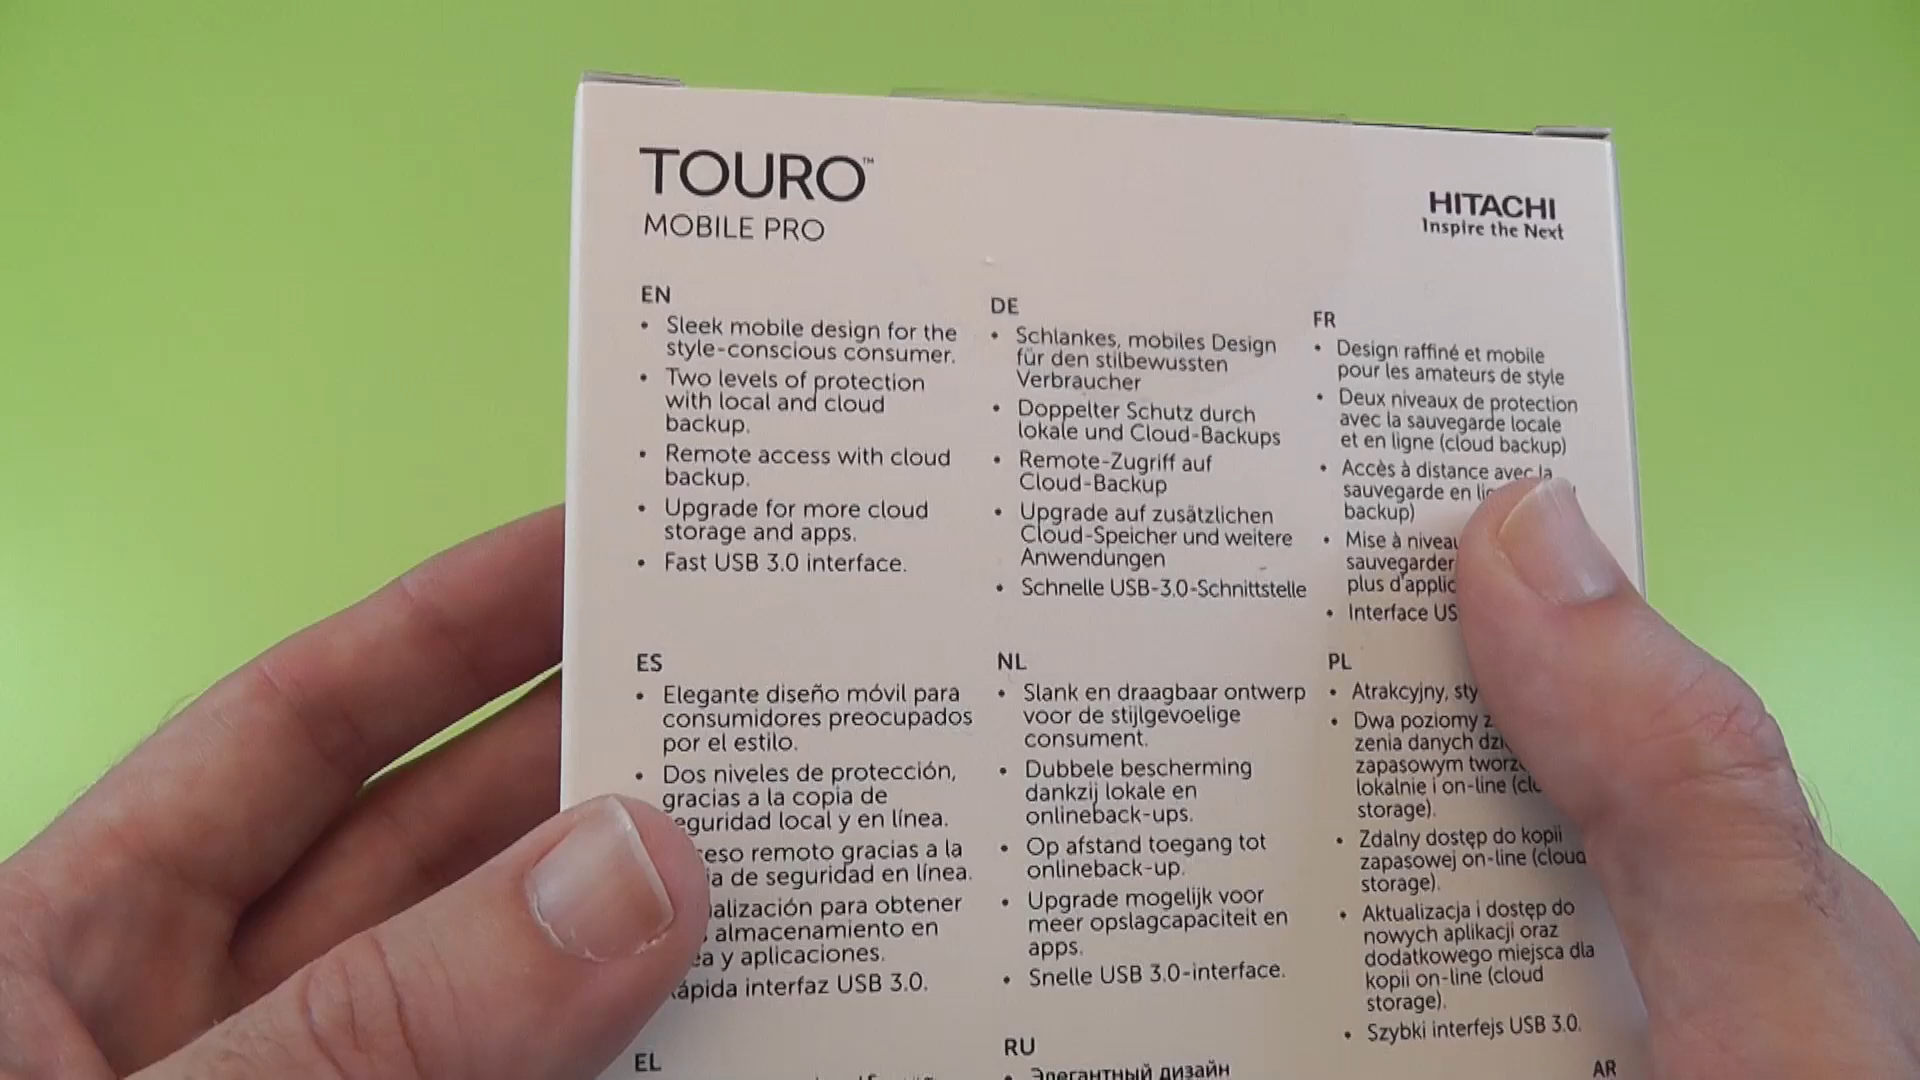 TOURO™
MOBILE PRO
HITACHI
Inspire the Next
EN
• Sleek mobile design for the
style-conscious consumer.
• Two levels of protection
with local and cloud
backup.
• Remote access with cloud
backup.
• Upgrade for more cloud
storage and apps.
• Fast USB 3.0 interface.
DE
• Schlankes, mobiles Design
für den stilbewussten
Verbraucher
• Doppelter Schutz durch
lokale und Cloud-Backups
• Remote-Zugriff auf
Cloud-Backup
• Upgrade auf zusätzlichen
Cloud-Speicher und weitere
Anwendungen
• Schnelle USB-3.0-Schnittstelle
FR
• Design raffiné et mobile
pour les amateurs de style
• Deux niveaux de protection
avec la sauvegarde locale
et en ligne (cloud backup)
• Accès à distance avec la
sauvegarde en
backup)
• Mise à
sauvegarder
plus
• Interface
ES
• Elegante diseño móvil para
consumidores preocupados
por el estilo.
• Dos niveles de protección,
gracias a la copia de
local y en línea.
remoto gracias a la
de seguridad en línea.
para obtener
almacenamiento en
y aplicaciones.
interfaz USB 3.0.
NL
• Slank en draagbaar ontwerp
voor de stijlgevoelige
consument.
• Dubbele bescherming
dankzij lokale en
onlineback-ups.
• Op afstand toegang tot
onlineback-up.
• Upgrade mogelijk voor
meer opslagcapaciteit en
apps.
• Snelle USB 3.0-interface.
PL
• Atrakcyjny,
• Dwa poziomy
zenia danych
zapasowym
lokalnie i on-line
storage).
• Zdalny dostęp do kopii
zapasowej on-line (cloud
storage).
• Aktualizacja i dostęp do
nowych aplikacji oraz
dodatkowego miejsca dla
kopii on-line (cloud
storage).
• Szybki interfejs USB 3.0.
EL
RU
• Элегантный дизайн
AR